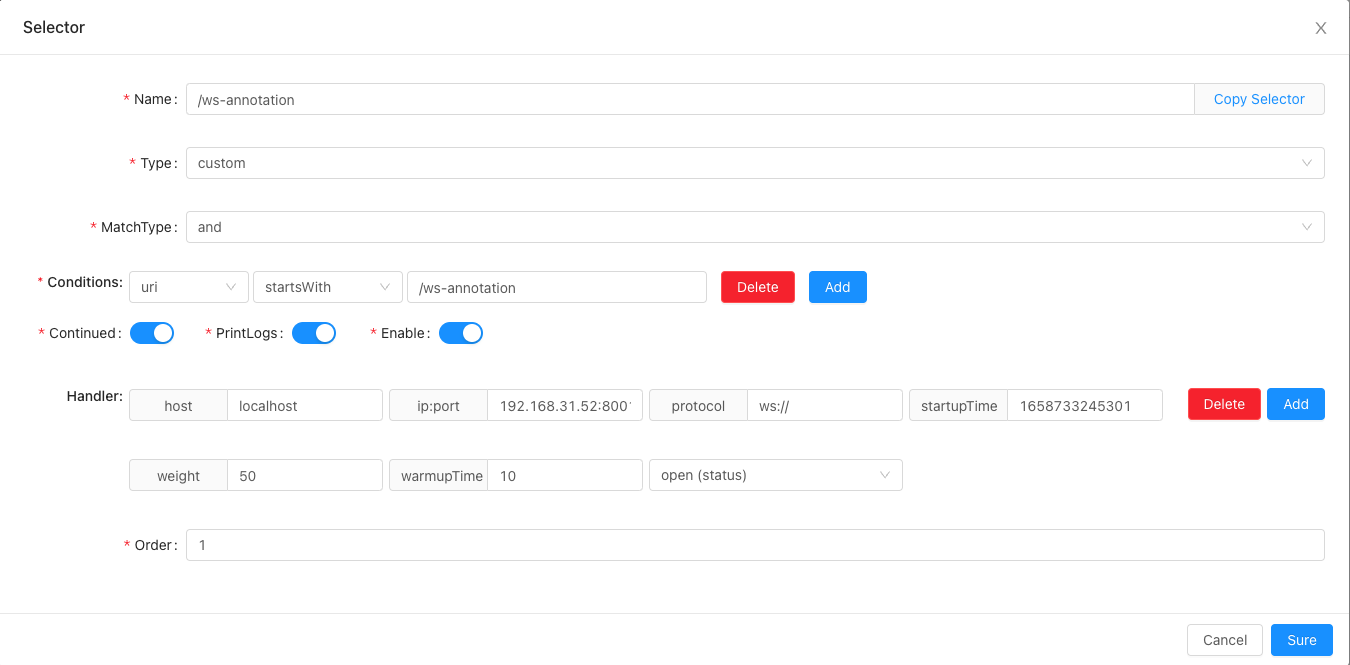 Selector
* Name: /ws-annotation Copy Selector
* Type: custom
* MatchType: and
* Conditions: uri startsWith /ws-annotation Delete Add
* Continued: * PrintLogs: * Enable:
Handler: host localhost ip:port 192.168.31.52:800 protocol ws:// startupTime 1658733245301 Delete Add
weight 50 warmupTime 10 open (status)
* Order: 1
Cancel Sure